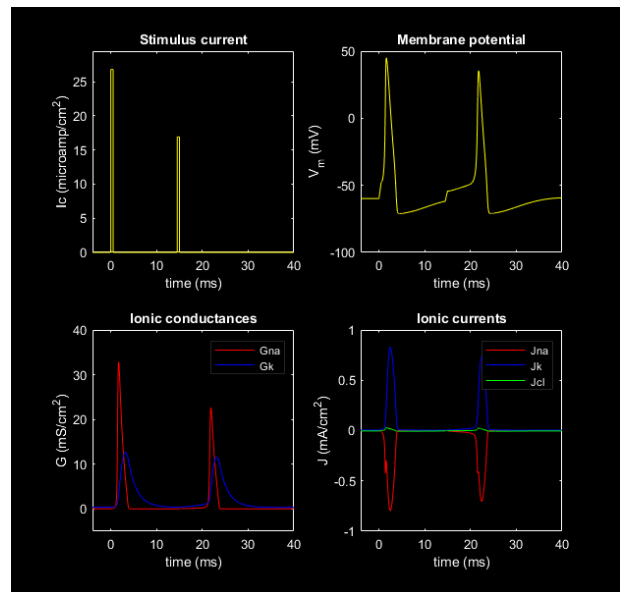 Stimulus current
Ic (microamp/cm2)
25
20
15
10
5
0
0 10 20 30 40
time (ms)
Membrane potential
Vm (mV)
50
0
-50
-100
0 10 20 30 40
time (ms)
Ionic conductances
G (mS/cm2)
40
30
20
10
0
Gna
Gk
0 10 20 30 40
time (ms)
Ionic currents
J (mA/cm2)
1
0.5
0
-0.5
-1
Jna
Jk
Jcl
0 10 20 30 40
time (ms)